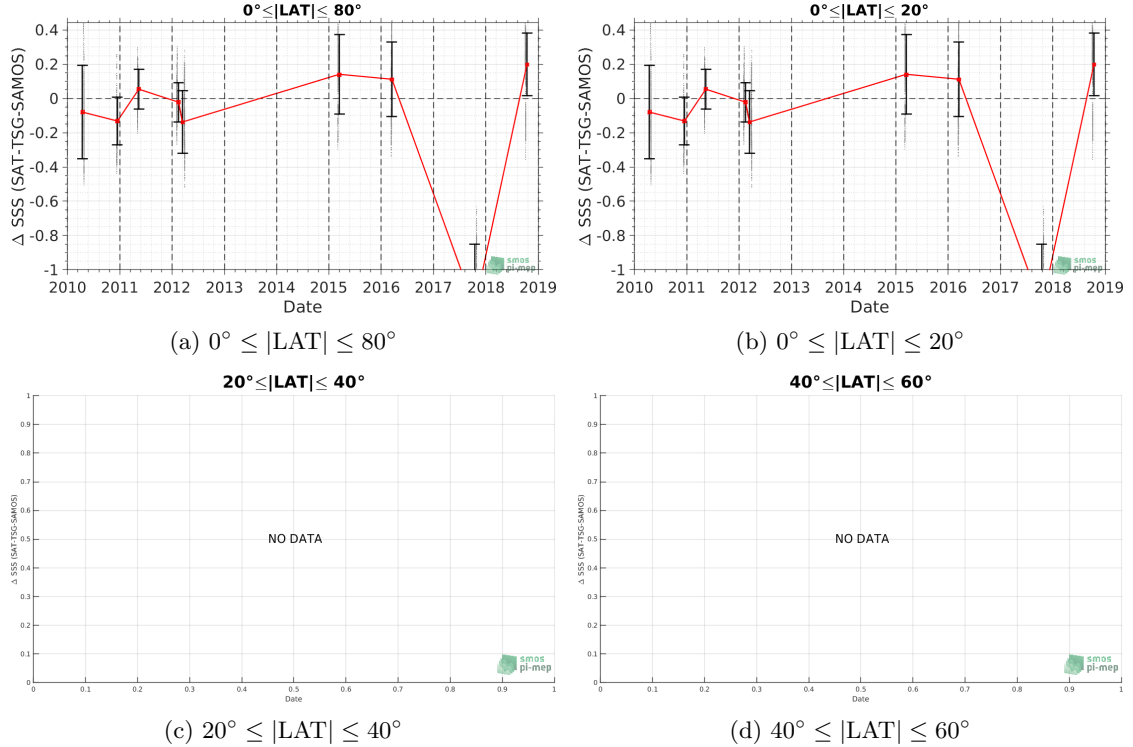 0°≤|LAT|≤ 80°
Δ SSS (SAT-TSG-SAMOS)
0.4
0.2
0
-0.2
-0.4
-0.6
-0.8
-1
2010 2011 2012 2013 2014 2015 2016 2017 2018 2019
Date
smos
pi-mep
(a) 0° ≤ |LAT| ≤ 80°
0°≤|LAT|≤ 20°
Δ SSS (SAT-TSG-SAMOS)
0.4
0.2
0
-0.2
-0.4
-0.6
-0.8
-1
2010 2011 2012 2013 2014 2015 2016 2017 2018 2019
Date
smos
pi-mep
(b) 0° ≤ |LAT| ≤ 20°
20°≤|LAT|≤ 40°
Δ SSS (SAT-TSG-SAMOS)
1
0.9
0.8
0.7
0.6
0.5
0.4
0.3
0.2
0.1
0
NO DATA
smos
pi-mep
0 0.1 0.2 0.3 0.4 0.5 0.6 0.7 0.8 0.9 1
Date
(c) 20° ≤ |LAT| ≤ 40°
40°≤|LAT|≤ 60°
Δ SSS (SAT-TSG-SAMOS)
1
0.9
0.8
0.7
0.6
0.5
0.4
0.3
0.2
0.1
0
NO DATA
smos
pi-mep
0 0.1 0.2 0.3 0.4 0.5 0.6 0.7 0.8 0.9 1
Date
(d) 40° ≤ |LAT| ≤ 60°